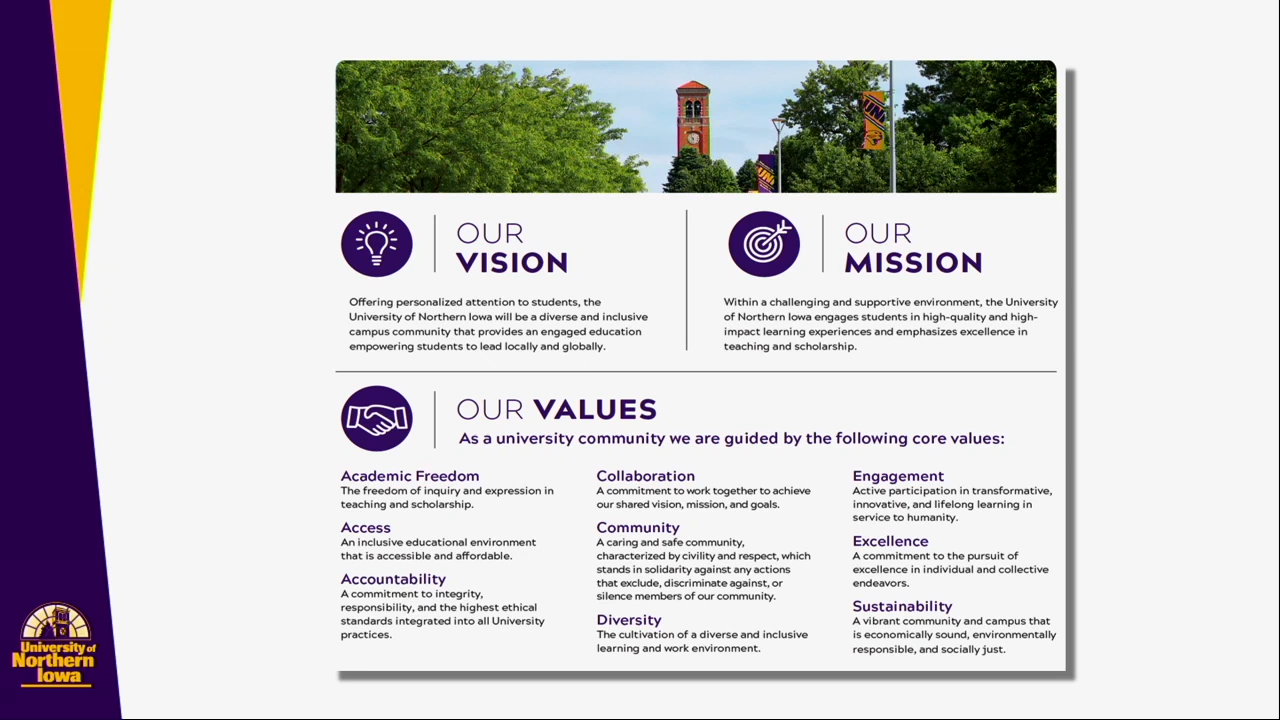 UNI
UNI
OUR
VISION
Offering personalized attention to students, the
University of Northern Iowa will be a diverse and inclusive
campus community that provides an engaged education
empowering students to lead locally and globally.
OUR
MISSION
Within a challenging and supportive environment, the University
of Northern Iowa engages students in high-quality and high-
impact learning experiences and emphasizes excellence in
teaching and scholarship.
OUR VALUES
As a university community we are guided by the following core values:
Academic Freedom
The freedom of inquiry and expression in
teaching and scholarship.
Access
An inclusive educational environment
that is accessible and affordable.
Accountability
A commitment to integrity,
responsibility, and the highest ethical
standards integrated into all University
practices.
Collaboration
A commitment to work together to achieve
our shared vision, mission, and goals.
Community
A caring and safe community,
characterized by civility and respect, which
stands in solidarity against any actions
that exclude, discriminate against, or
silence members of our community.
Diversity
The cultivation of a diverse and inclusive
learning and work environment.
Engagement
Active participation in transformative,
innovative, and lifelong learning in
service to humanity.
Excellence
A commitment to the pursuit of
excellence in individual and collective
endeavors.
Sustainability
A vibrant community and campus that
is economically sound, environmentally
responsible, and socially just.
University of
Northern
Iowa